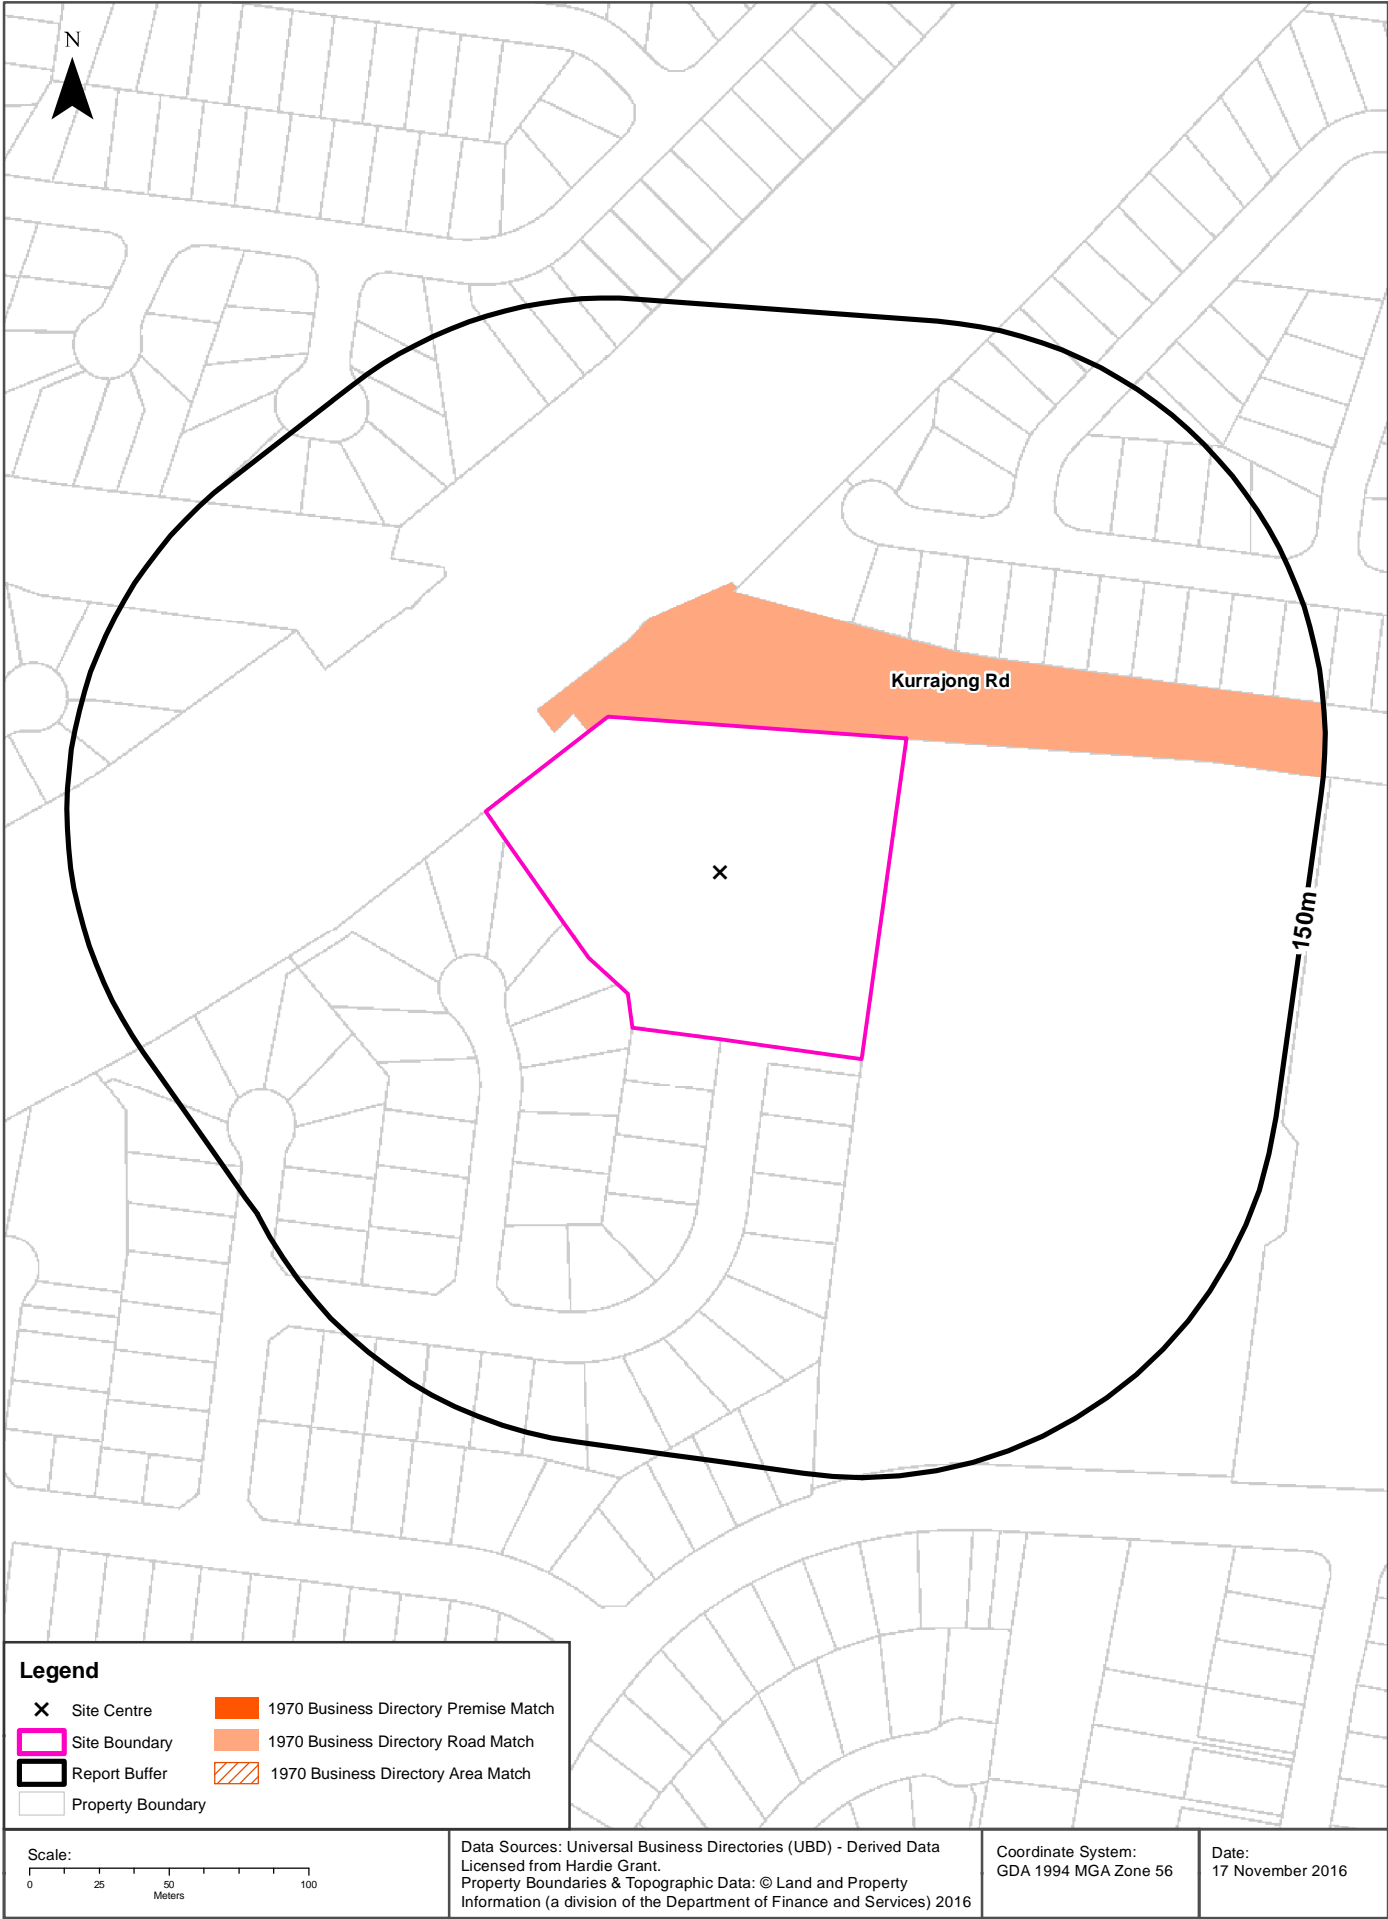 N
Kurrajong Rd
150m
Legend
Site Centre
Site Boundary
Report Buffer
Property Boundary
1970 Business Directory Premise Match
1970 Business Directory Road Match
1970 Business Directory Area Match
Scale:
0 25 50 100
Meters
Data Sources: Universal Business Directories (UBD) - Derived Data
Licensed from Hardie Grant.
Property Boundaries & Topographic Data: © Land and Property
Information (a division of the Department of Finance and Services) 2016
Coordinate System:
GDA 1994 MGA Zone 56
Date:
17 November 2016